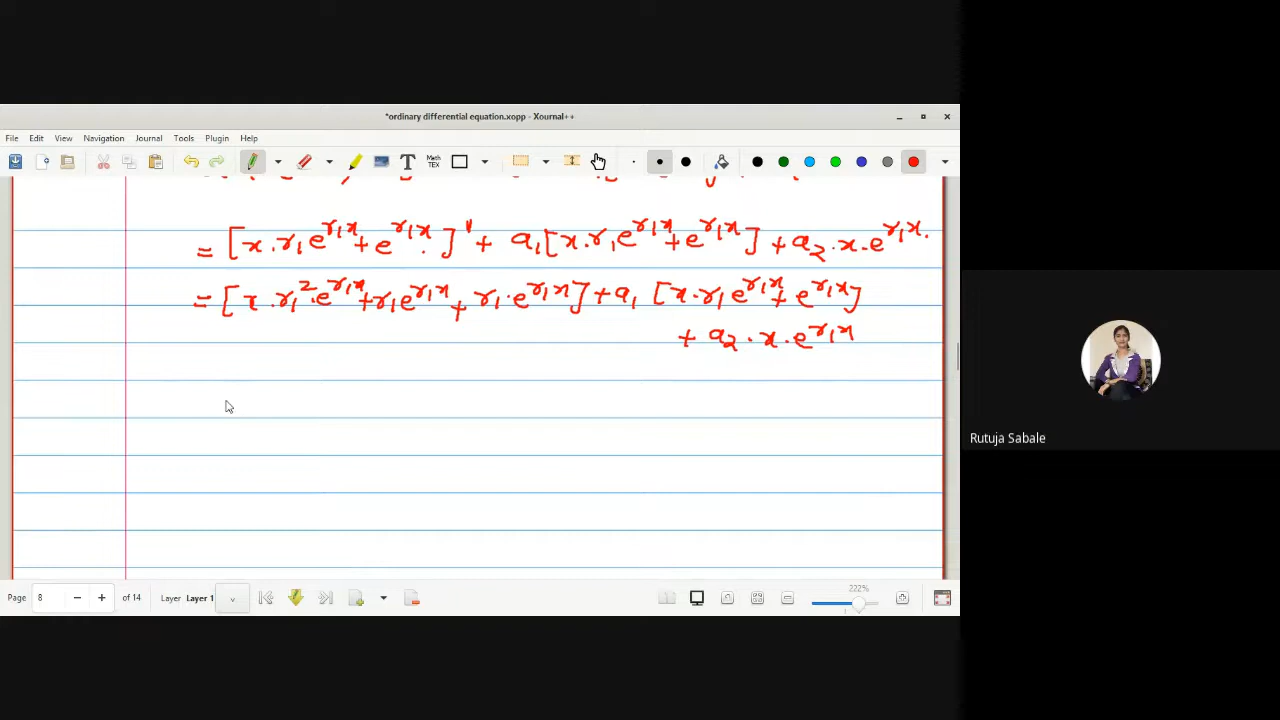 *ordinary differential equation.xopp - Xournal++
File Edit View Navigation Journal Tools Plugin Help
= [x·r₁e^{r₁x}+e^{r₁x}]' + a₁[x·r₁e^{r₁x}+e^{r₁x}] + a₂·x·e^{r₁x}.
= [x·r₁²·e^{r₁x}+r₁e^{r₁x}+r₁·e^{r₁x}] + a₁ [x·r₁e^{r₁x}+e^{r₁x}]
+ a₂·x·e^{r₁x}
Rutuja Sabale
Page 8 of 14 Layer Layer 1 222%